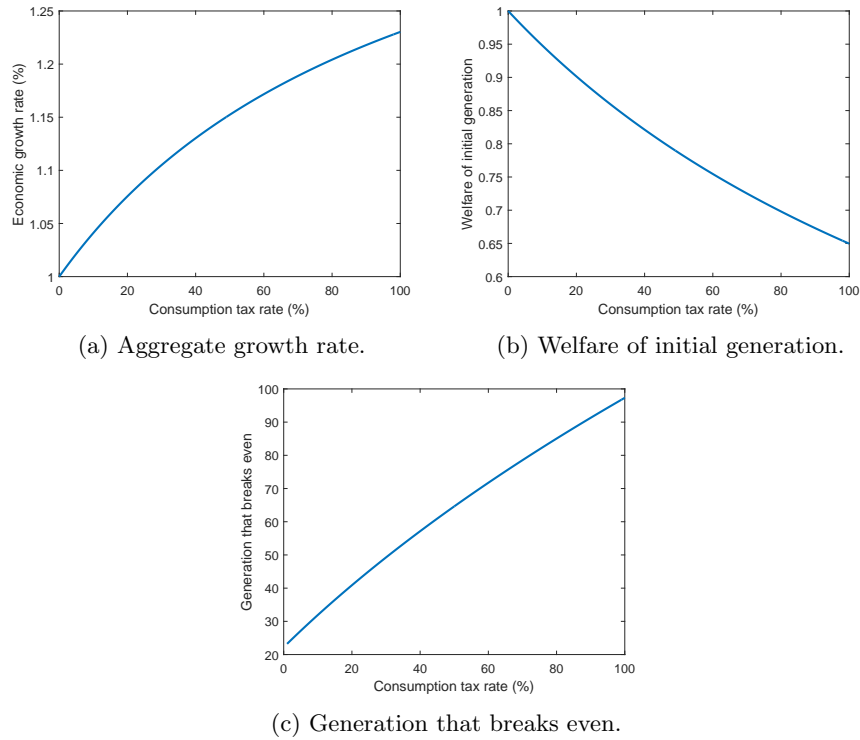 1.25
1.2
1.15
1.1
1.05
1
Economic growth rate (%)
0 20 40 60 80 100
Consumption tax rate (%)
(a) Aggregate growth rate.
1
0.95
0.9
0.85
0.8
0.75
0.7
0.65
0.6
Welfare of initial generation
0 20 40 60 80 100
Consumption tax rate (%)
(b) Welfare of initial generation.
100
90
80
70
60
50
40
30
20
Generation that breaks even
0 20 40 60 80 100
Consumption tax rate (%)
(c) Generation that breaks even.